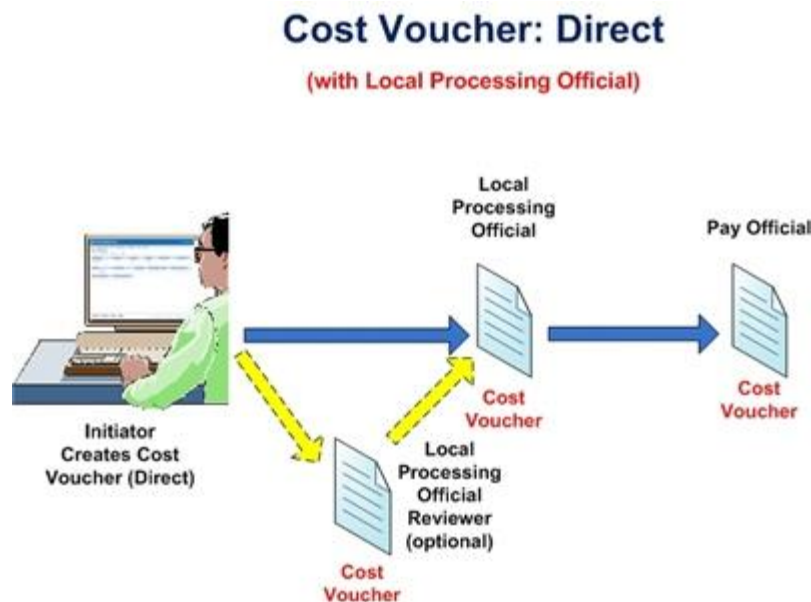 Cost Voucher: Direct
(with Local Processing Official)
Local
Processing
Official
Pay Official
Cost
Voucher
Cost
Voucher
Initiator
Creates Cost
Voucher (Direct)
Local
Processing
Official
Reviewer
(optional)
Cost
Voucher